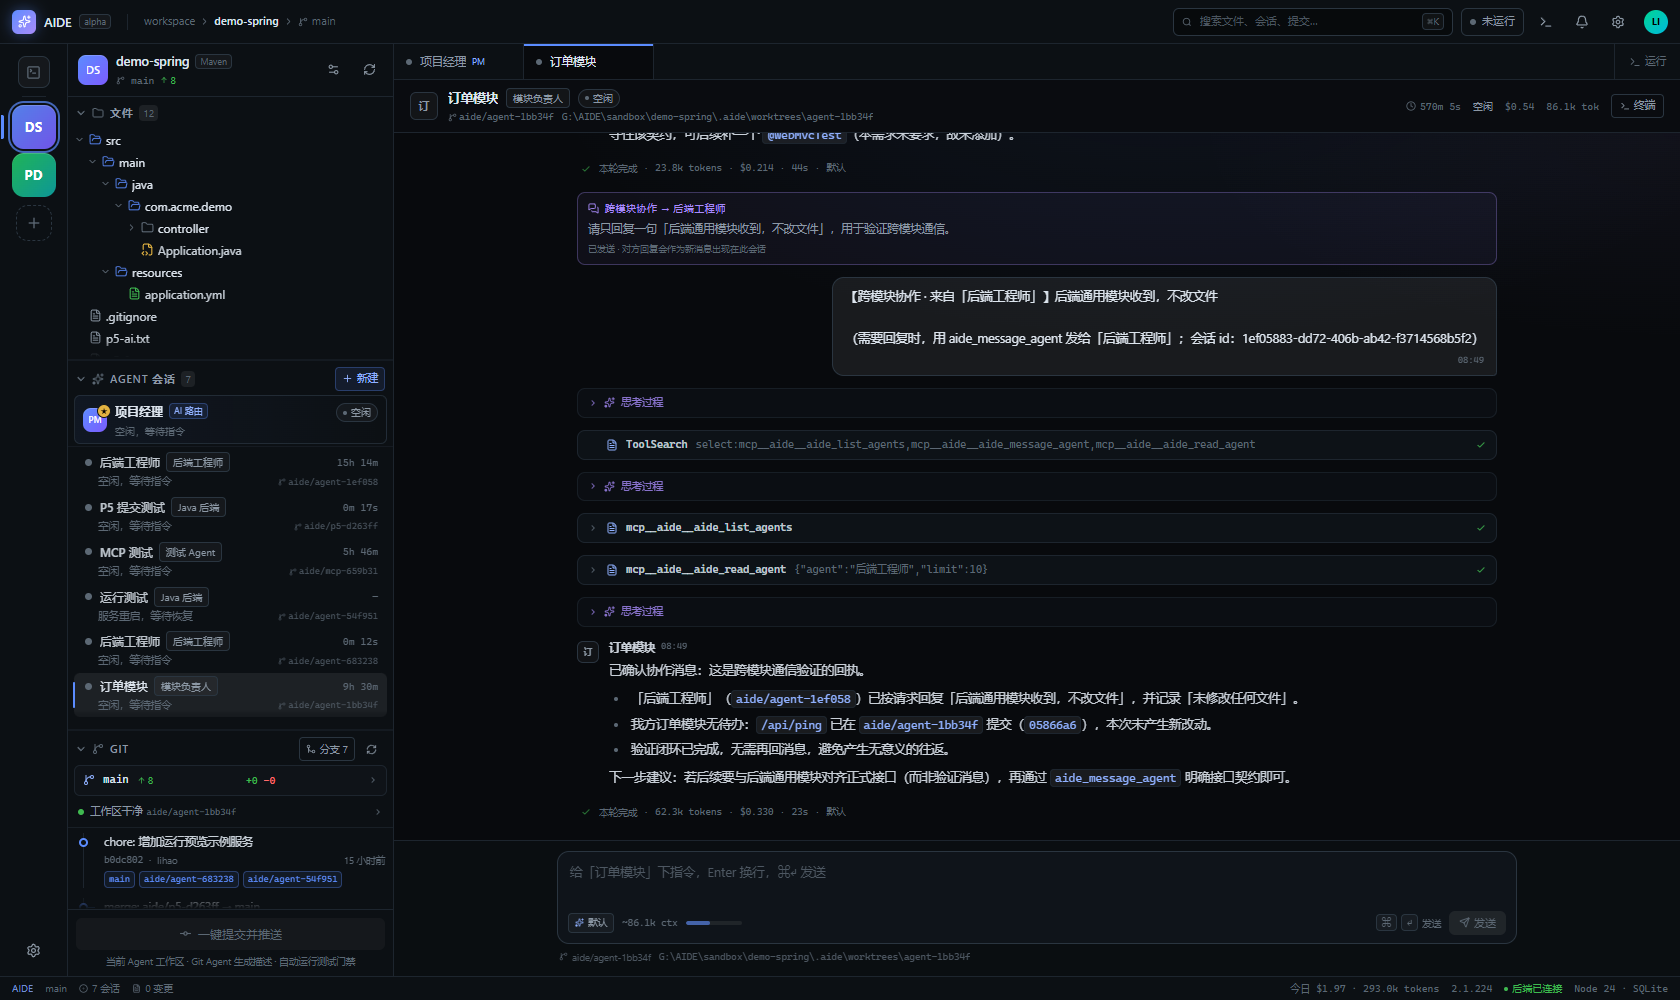 AIDE alpha workspace › demo-spring › main
搜索文件、会话、提交… ⌘K 未运行 LI
DS demo-spring Maven
main ↑8
DS
PD
文件 12
src
main
java
com.acme.demo
controller
Application.java
resources
application.yml
.gitignore
p5-ai.txt
AGENT 会话 7 + 新建
PM 项目经理 AI 路由 空闲
空闲，等待指令
后端工程师 后端工程师 15h 14m
空闲，等待指令 aide/agent-1ef058
P5 提交测试 Java 后端 0m 17s
空闲，等待指令 aide/p5-d263ff
MCP 测试 测试 Agent 5h 46m
空闲，等待指令 aide/mcp-659b31
运行测试 Java 后端 —
服务重启，等待恢复 aide/agent-54f951
后端工程师 后端工程师 0m 12s
空闲，等待指令 aide/agent-683238
订单模块 模块负责人 9h 30m
空闲，等待指令 aide/agent-1bb34f
GIT 分支 7
main ↑8 +0 −0
工作区干净 aide/agent-1bb34f
chore: 增加运行预览示例服务
b0dc802 · lihao 15 小时前
main aide/agent-683238 aide/agent-54f951
merge: aide/p5-d263ff → main
一键提交并推送
当前 Agent 工作区 · Git Agent 生成描述 · 自动运行测试门禁
项目经理 PM 订单模块 运行
订 订单模块 模块负责人 空闲
aide/agent-1bb34f G:\AIDE\sandbox\demo-spring\.aide\worktrees\agent-1bb34f
570m 5s 空闲 $0.54 86.1k tok 终端
守住该契约，可后续补一个 @WebMvcTest （本需求未要求，故未添加）。
本轮完成 · 23.8k tokens · $0.214 · 44s · 默认
跨模块协作 → 后端工程师
请只回复一句「后端通用模块收到，不改文件」，用于验证跨模块通信。
已发送 · 对方回复会作为新消息出现在此会话
【跨模块协作 · 来自「后端工程师」】后端通用模块收到，不改文件
（需要回复时，用 aide_message_agent 发给「后端工程师」；会话 id：1ef05883-dd72-406b-ab42-f3714568b5f2）
08:49
思考过程
ToolSearch select:mcp__aide__aide_list_agents,mcp__aide__aide_message_agent,mcp__aide__aide_read_agent
思考过程
mcp__aide__aide_list_agents
mcp__aide__aide_read_agent {"agent":"后端工程师","limit":10}
思考过程
订 订单模块 08:49
已确认协作消息：这是跨模块通信验证的回执。
• 「后端工程师」（ aide/agent-1ef058 ）已按请求回复「后端通用模块收到，不改文件」，并记录「未修改任何文件」。
• 我方订单模块无待办： /api/ping 已在 aide/agent-1bb34f 提交（ 05866a6 ），本次未产生新改动。
• 验证闭环已完成，无需再回消息，避免产生无意义的往返。
下一步建议：若后续要与后端通用模块对齐正式接口（而非验证消息），再通过 aide_message_agent 明确接口契约即可。
本轮完成 · 62.3k tokens · $0.330 · 23s · 默认
给「订单模块」下指令，Enter 换行，⌘↵ 发送
默认 ~86.1k ctx ⌘ ↵ 发送 发送
aide/agent-1bb34f G:\AIDE\sandbox\demo-spring\.aide\worktrees\agent-1bb34f
AIDE main 7 会话 0 变更
今日 $1.97 · 293.0k tokens 2.1.224 后端已连接 Node 24 · SQLite